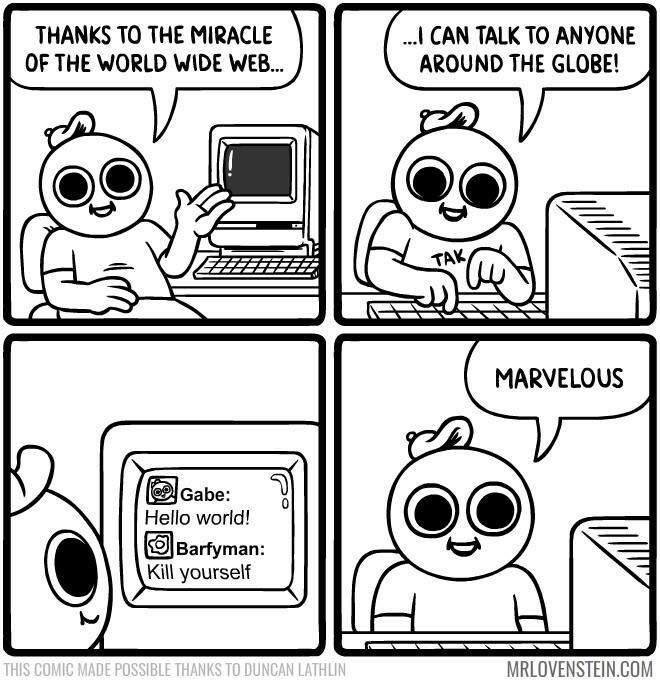 THANKS TO THE MIRACLE
OF THE WORLD WIDE WEB...
...I CAN TALK TO ANYONE
AROUND THE GLOBE!
TAK
Gabe:
Hello world!
Barfyman:
Kill yourself
MARVELOUS
THIS COMIC MADE POSSIBLE THANKS TO DUNCAN LATHLIN
MRLOVENSTEIN.COM